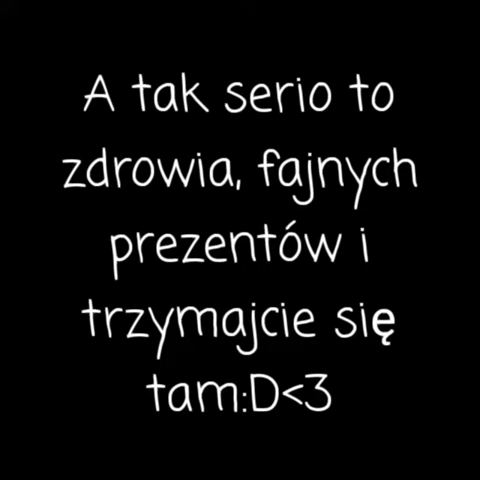 A tak serio to
zdrowia, fajnych
prezentów i
trzymajcie się
tam:D<3